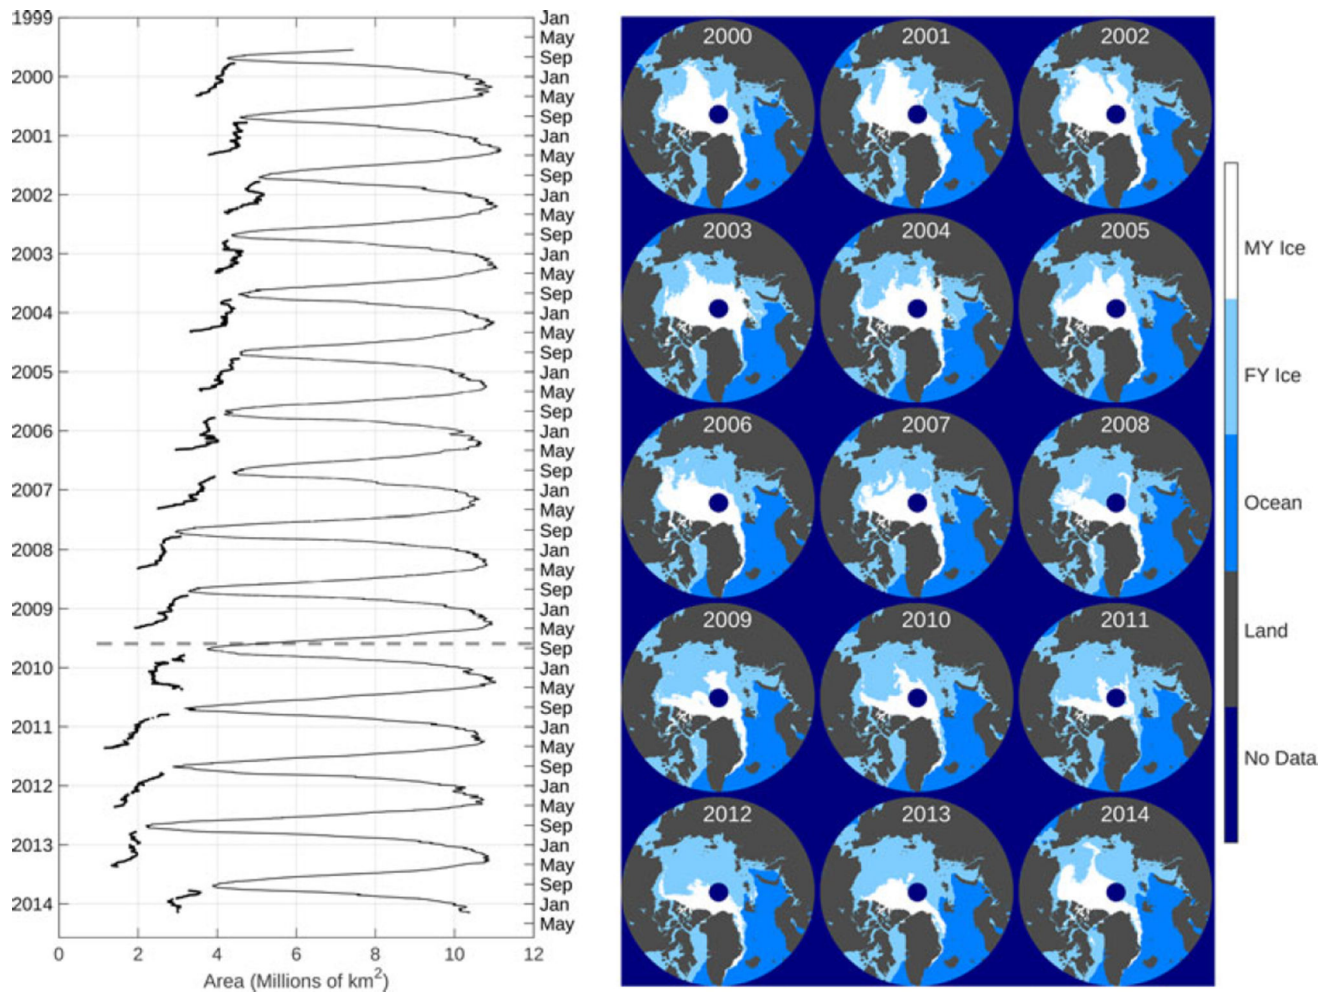 1999
2000
2001
2002
2003
2004
2005
2006
2007
2008
2009
2010
2011
2012
2013
2014
Jan
May
Sep
Jan
May
Sep
Jan
May
Sep
Jan
May
Sep
Jan
May
Sep
Jan
May
Sep
Jan
May
Sep
Jan
May
Sep
Jan
May
Sep
Jan
May
Sep
Jan
May
Sep
Jan
May
Sep
Jan
May
Sep
Jan
May
Sep
Jan
May
Sep
Jan
May
0 2 4 6 8 10 12
Area (Millions of km²)
2000 2001 2002
2003 2004 2005
2006 2007 2008
2009 2010 2011
2012 2013 2014
MY Ice
FY Ice
Ocean
Land
No Data